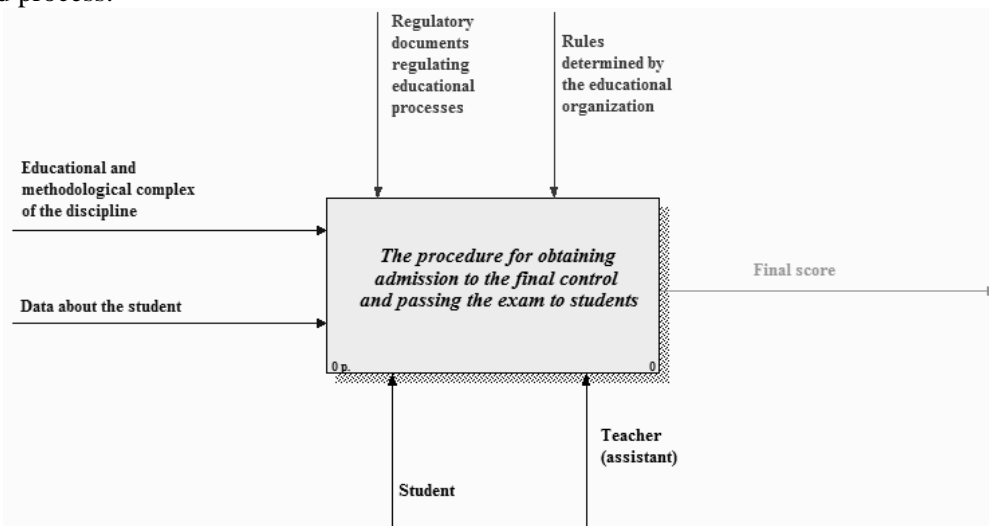 d process.
Regulatory
documents
regulating
educational
processes
Rules
determined by
the educational
organization
Educational and
methodological complex
of the discipline
The procedure for obtaining
admission to the final control
and passing the exam to students
Final score
Data about the student
0 р.
0
Teacher
(assistant)
Student